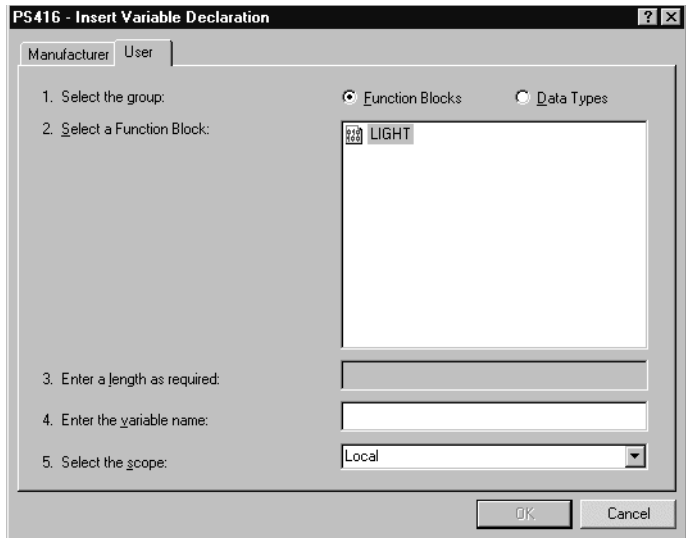 PS416 - Insert Variable Declaration
Manufacturer User
1. Select the group: Function Blocks Data Types
2. Select a Function Block: LIGHT
3. Enter a length as required:
4. Enter the variable name:
5. Select the scope: Local
OK Cancel